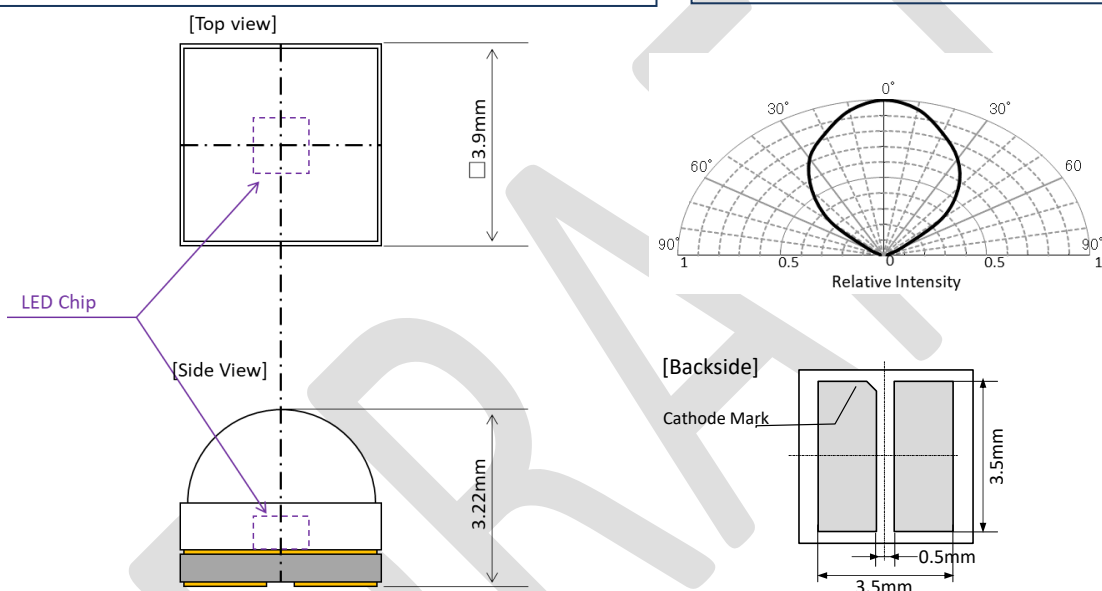 [Top view]
□3.9mm
LED Chip
[Side View]
3.22mm
0˚
30˚
30˚
60˚
60
90˚
90˚
1
0.5
0
0.5
1
Relative Intensity
[Backside]
Cathode Mark
3.5mm
0.5mm
3.5mm
DRAFT